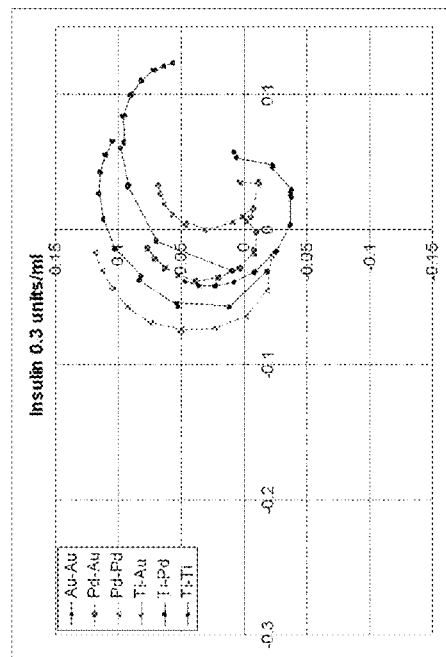 Insulin 0.3 units/ml
Au-Au
Pd-Au
Pd-Pd
Ti-Au
Ti-Pd
Ti-Ti
0.15
0.1
0.05
0
-0.05
-0.1
-0.15
-0.3
-0.2
-0.1
0
0.1